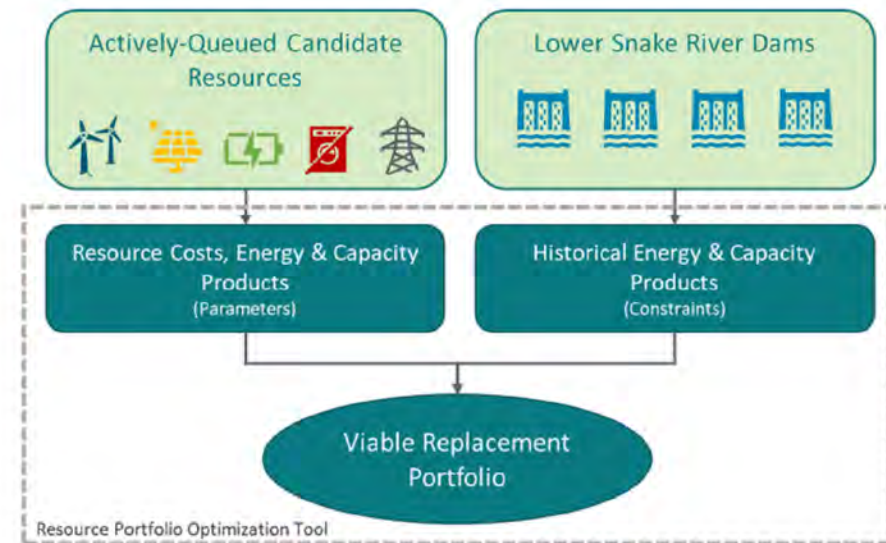 Actively-Queued Candidate
Resources
Lower Snake River Dams
Resource Costs, Energy & Capacity
Products
(Parameters)
Historical Energy & Capacity
Products
(Constraints)
Viable Replacement
Portfolio
Resource Portfolio Optimization Tool